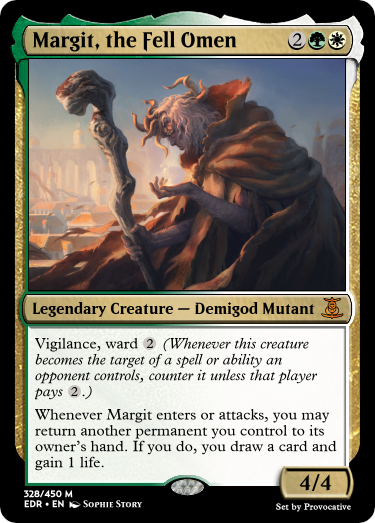 Margit, the Fell Omen 2
Legendary Creature — Demigod Mutant
Vigilance, ward 2 (Whenever this creature
becomes the target of a spell or ability an
opponent controls, counter it unless that player
pays 2.)
Whenever Margit enters or attacks, you may
return another permanent you control to its
owner's hand. If you do, you draw a card and
gain 1 life.
4/4
328/450 M
EDR • EN SOPHIE STORY
Set by Provocative